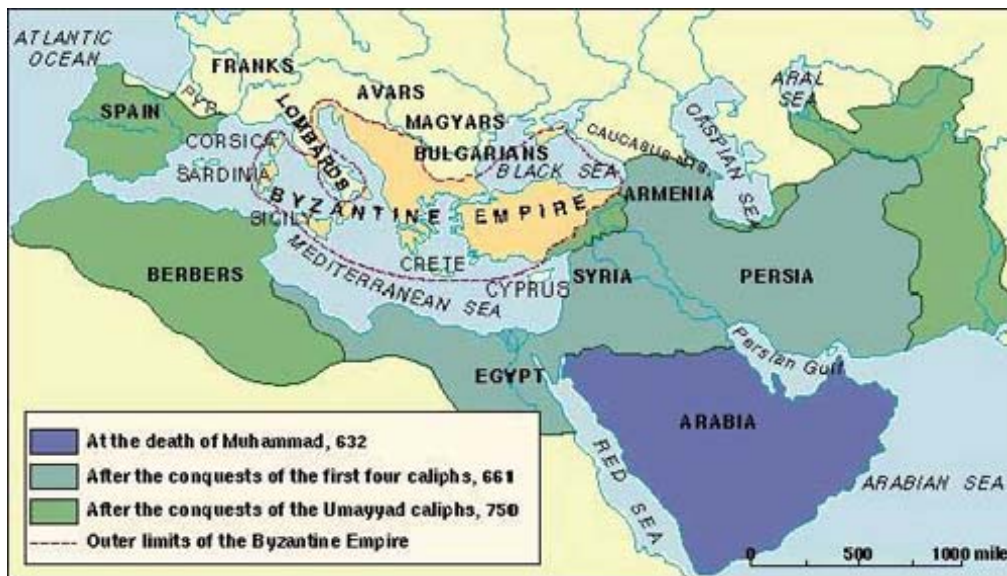 ATLANTIC
OCEAN
FRANKS
AVARS
MAGYARS
BULGARIANS
LOMBARDS
SPAIN
PYR.
CORSICA
SARDINIA
SICILY
BYZANTINE EMPIRE
BLACK SEA
CAUCASUS MTS.
CASPIAN SEA
ARAL
SEA
ARMENIA
CRETE
CYPRUS
MEDITERRANEAN SEA
BERBERS
SYRIA
PERSIA
Persian Gulf
EGYPT
ARABIA
RED SEA
ARABIAN SEA
At the death of Muhammad, 632
After the conquests of the first four caliphs, 661
After the conquests of the Umayyad caliphs, 750
Outer limits of the Byzantine Empire
0 500 1000 mile